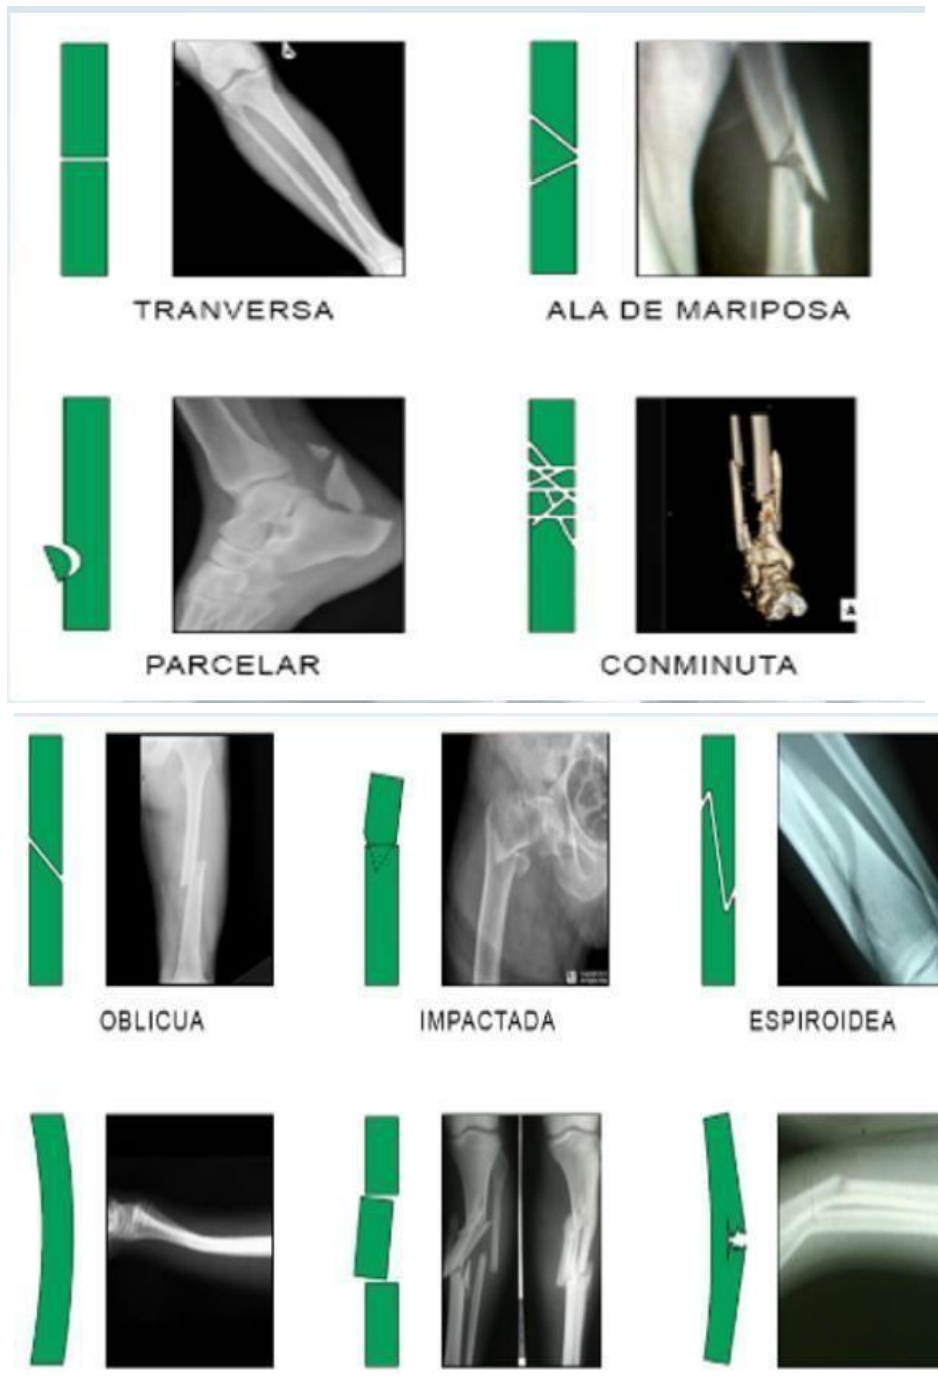 TRANVERSA
ALA DE MARIPOSA
PARCELAR
CONMINUTA
A
OBLICUA
IMPACTADA
ESPIROIDEA